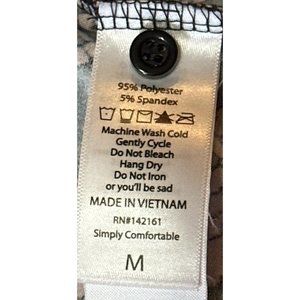 95% Polyester
5% Spandex
Machine Wash Cold
Gently Cycle
Do Not Bleach
Hang Dry
Do Not Iron
or you'll be sad
MADE IN VIETNAM
RN#142161
Simply Comfortable
M